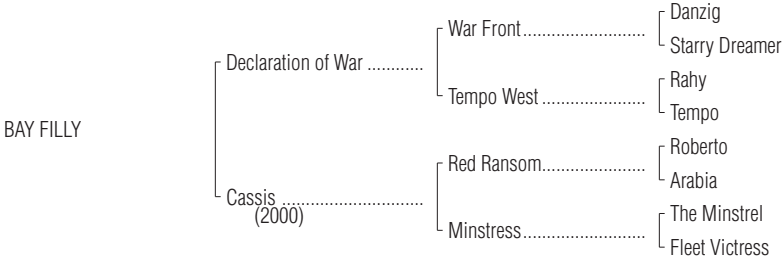 Danzig
War Front........................
Starry Dreamer
Declaration of War ............
Rahy
Tempo West ....................
Tempo
BAY FILLY
Roberto
Red Ransom....................
Arabia
Cassis ...........................
(2000)
The Minstrel
Minstress........................
Fleet Victress